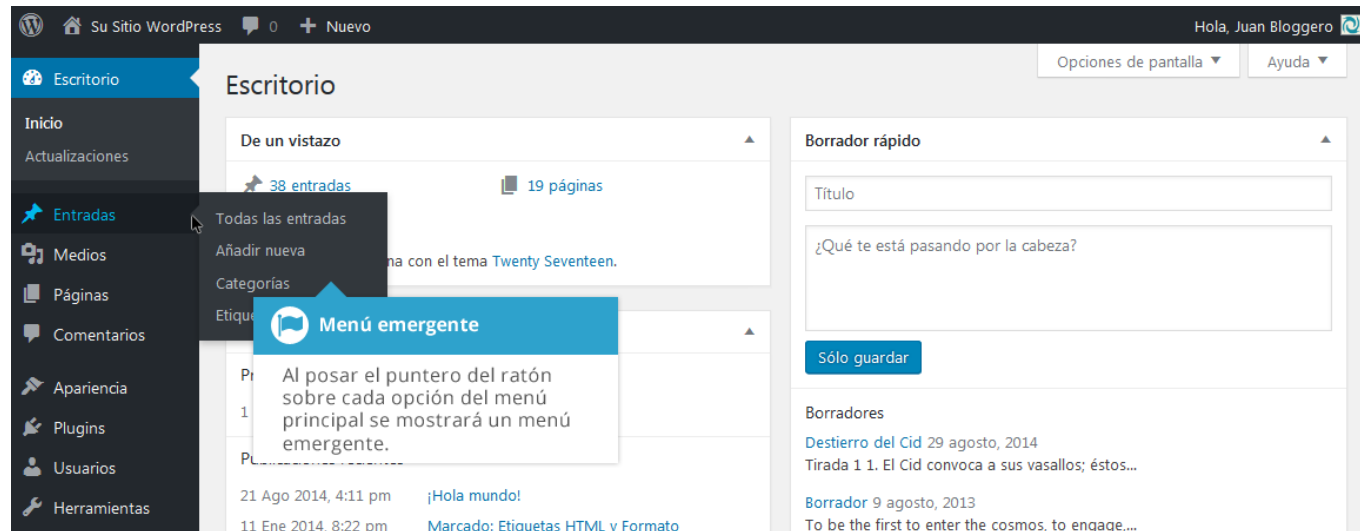 Su Sitio WordPress 0 Nuevo Hola, Juan Bloggero
Opciones de pantalla Ayuda
Escritorio
Inicio
Actualizaciones
Entradas
Medios
Páginas
Comentarios
Apariencia
Plugins
Usuarios
Herramientas
Escritorio
De un vistazo
38 entradas 19 páginas
con el tema Twenty Seventeen.
Todas las entradas
Añadir nueva
Categorías
Menú emergente
Al posar el puntero del ratón
sobre cada opción del menú
principal se mostrará un menú
emergente.
1
21 Ago 2014, 4:11 pm ¡Hola mundo!
11 Ene 2014, 8:22 pm Marcado: Etiquetas HTML y Formato
Borrador rápido
Título
¿Qué te está pasando por la cabeza?
Sólo guardar
Borradores
Destierro del Cid 29 agosto, 2014
Tirada 1 1. El Cid convoca a sus vasallos; éstos...
Borrador 9 agosto, 2013
To be the first to enter the cosmos, to engage,...